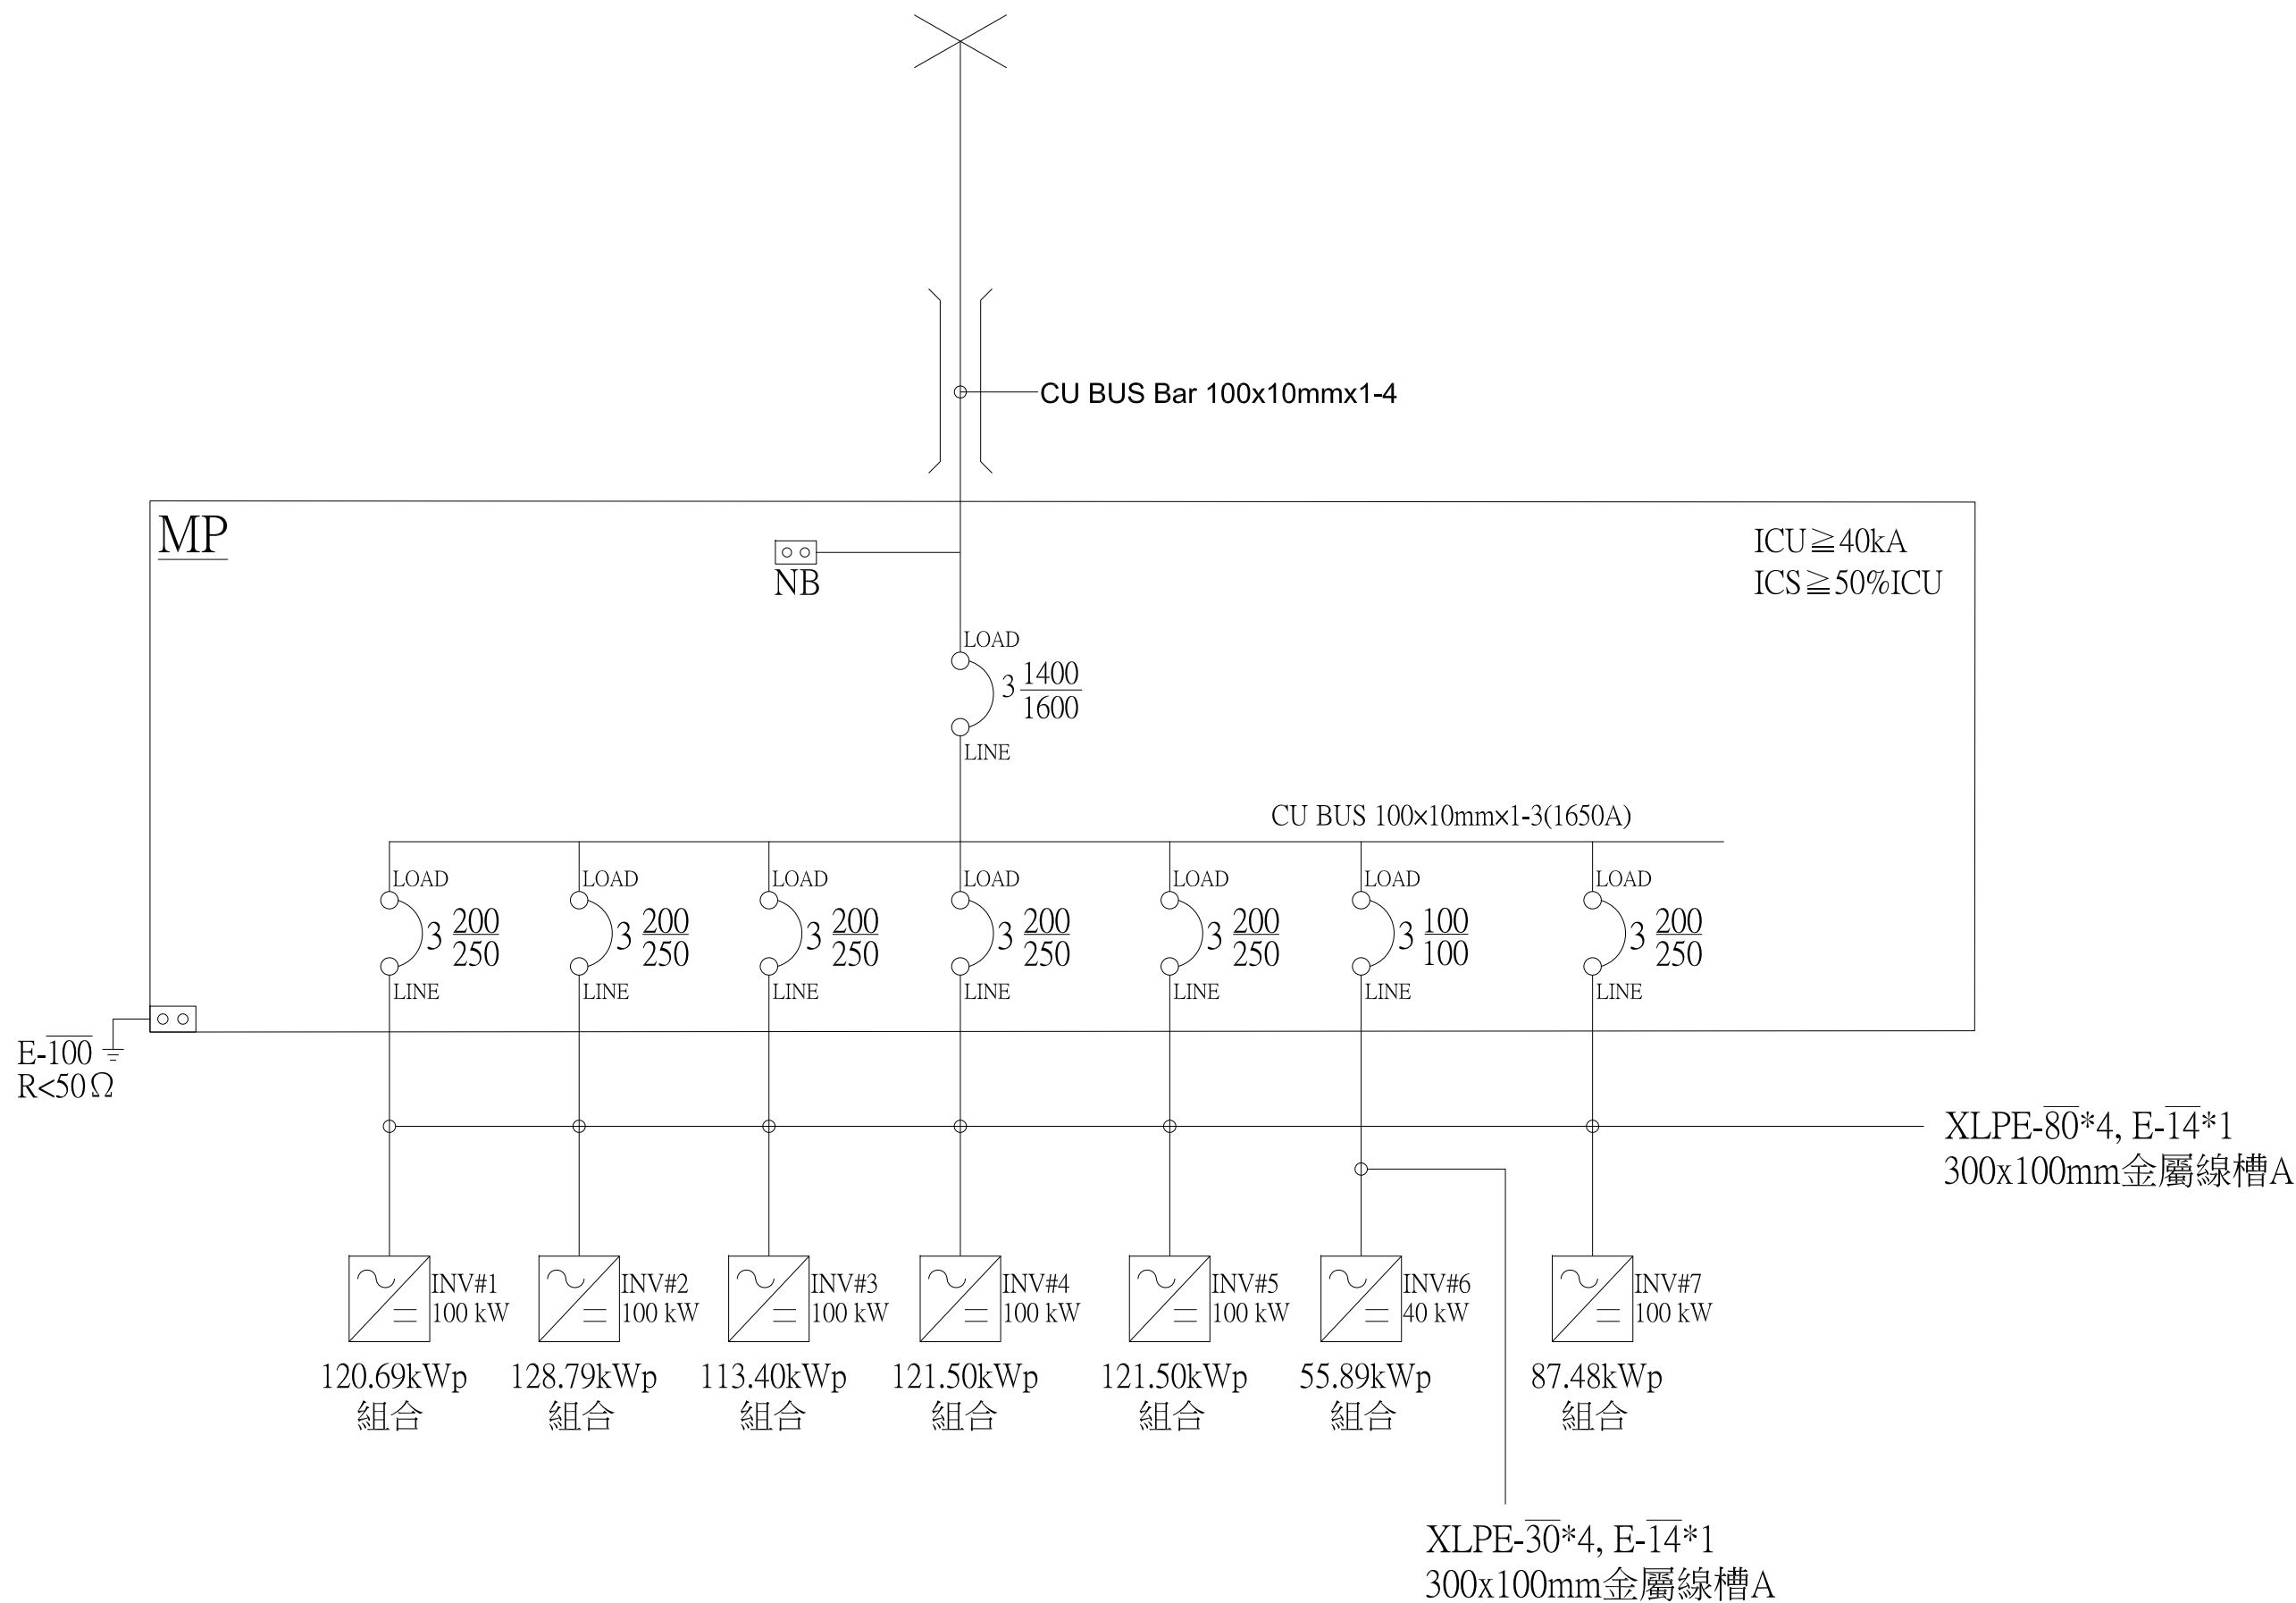 CU BUS Bar 100x10mmx1-4
MP
ICU≧40kA
ICS≧50%ICU
NB
LOAD
3 1400
1600
LINE
CU BUS 100×10mm×1-3(1650A)
LOAD LOAD LOAD LOAD LOAD LOAD LOAD
3 200 3 200 3 200 3 200 3 200 3 100 3 200
250 250 250 250 250 100 250
LINE LINE LINE LINE LINE LINE LINE
E-100
R<50Ω
XLPE-80*4, E-14*1
300x100mm金屬線槽A
INV#1 INV#2 INV#3 INV#4 INV#5 INV#6 INV#7
100 kW 100 kW 100 kW 100 kW 100 kW 40 kW 100 kW
120.69kWp 128.79kWp 113.40kWp 121.50kWp 121.50kWp 55.89kWp 87.48kWp
組合 組合 組合 組合 組合 組合 組合
XLPE-30*4, E-14*1
300x100mm金屬線槽A